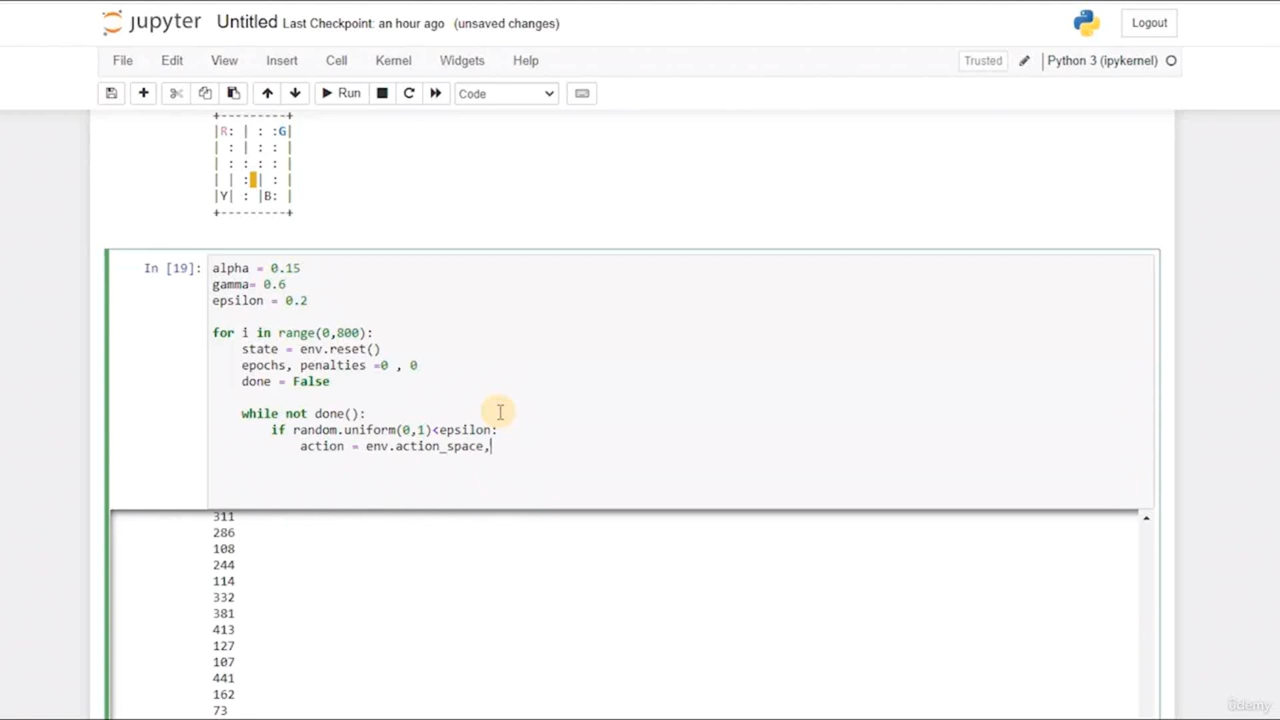 jupyter Untitled Last Checkpoint: an hour ago (unsaved changes) Logout
File Edit View Insert Cell Kernel Widgets Help Trusted Python 3 (ipykernel)
Run Code
+---------+
|R: | : :G|
| : | : : |
| : : : : |
| | : | : |
|Y| : |B: |
+---------+
In [19]: alpha = 0.15
gamma= 0.6
epsilon = 0.2
for i in range(0,800):
state = env.reset()
epochs, penalties =0 , 0
done = False
while not done():
if random.uniform(0,1)<epsilon:
action = env.action_space,
311
286
108
244
114
332
381
413
127
107
441
162
73
ûdemy